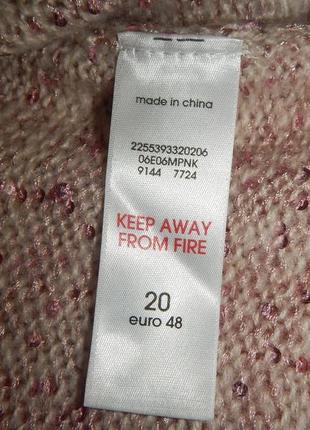 made in china
2255393320206
06E06MPNK
9144 7724
KEEP AWAY
FROM FIRE
20
euro 48